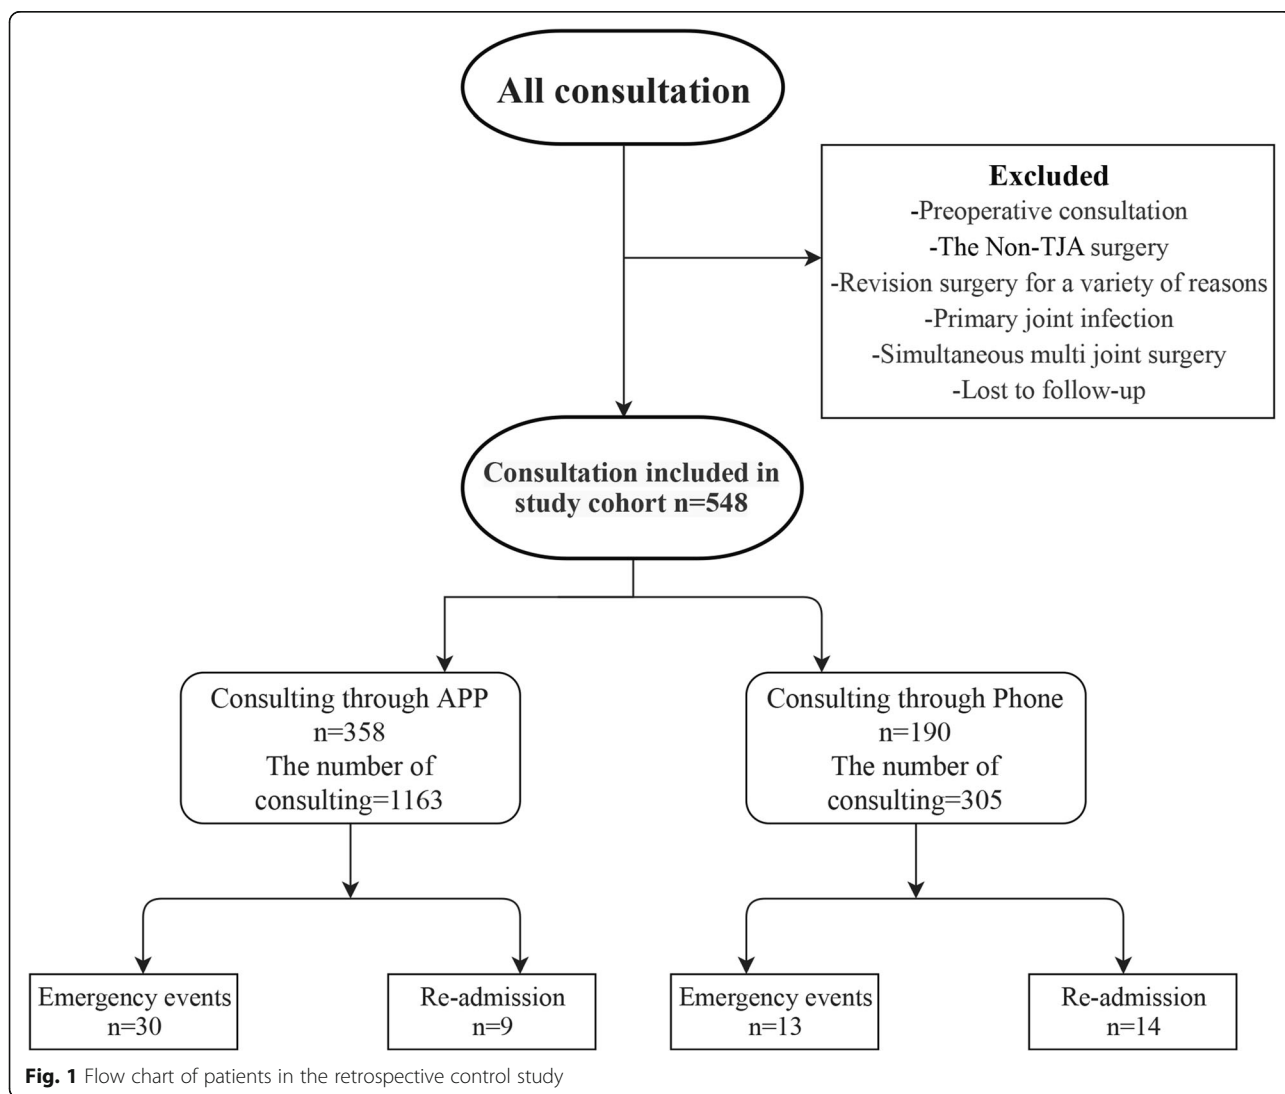 All consultation
Excluded
-Preoperative consultation
-The Non-TJA surgery
-Revision surgery for a variety of reasons
-Primary joint infection
-Simultaneous multi joint surgery
-Lost to follow-up
Consultation included in
study cohort n=548
Consulting through APP
n=358
The number of
consulting=1163
Consulting through Phone
n=190
The number of
consulting=305
Emergency events
n=30
Re-admission
n=9
Emergency events
n=13
Re-admission
n=14
Fig. 1 Flow chart of patients in the retrospective control study